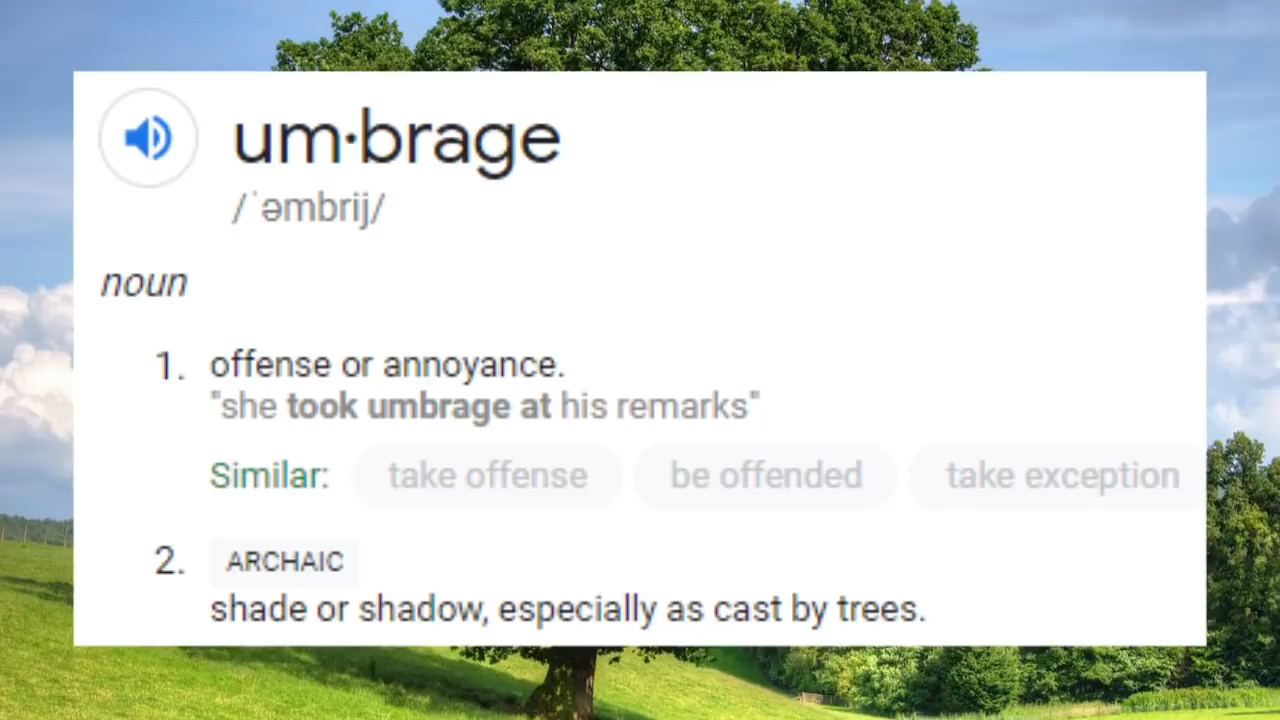 um·brage
/ˈəmbrij/
noun
1. offense or annoyance.
"she took umbrage at his remarks"
Similar: take offense be offended take exception
2. ARCHAIC
shade or shadow, especially as cast by trees.